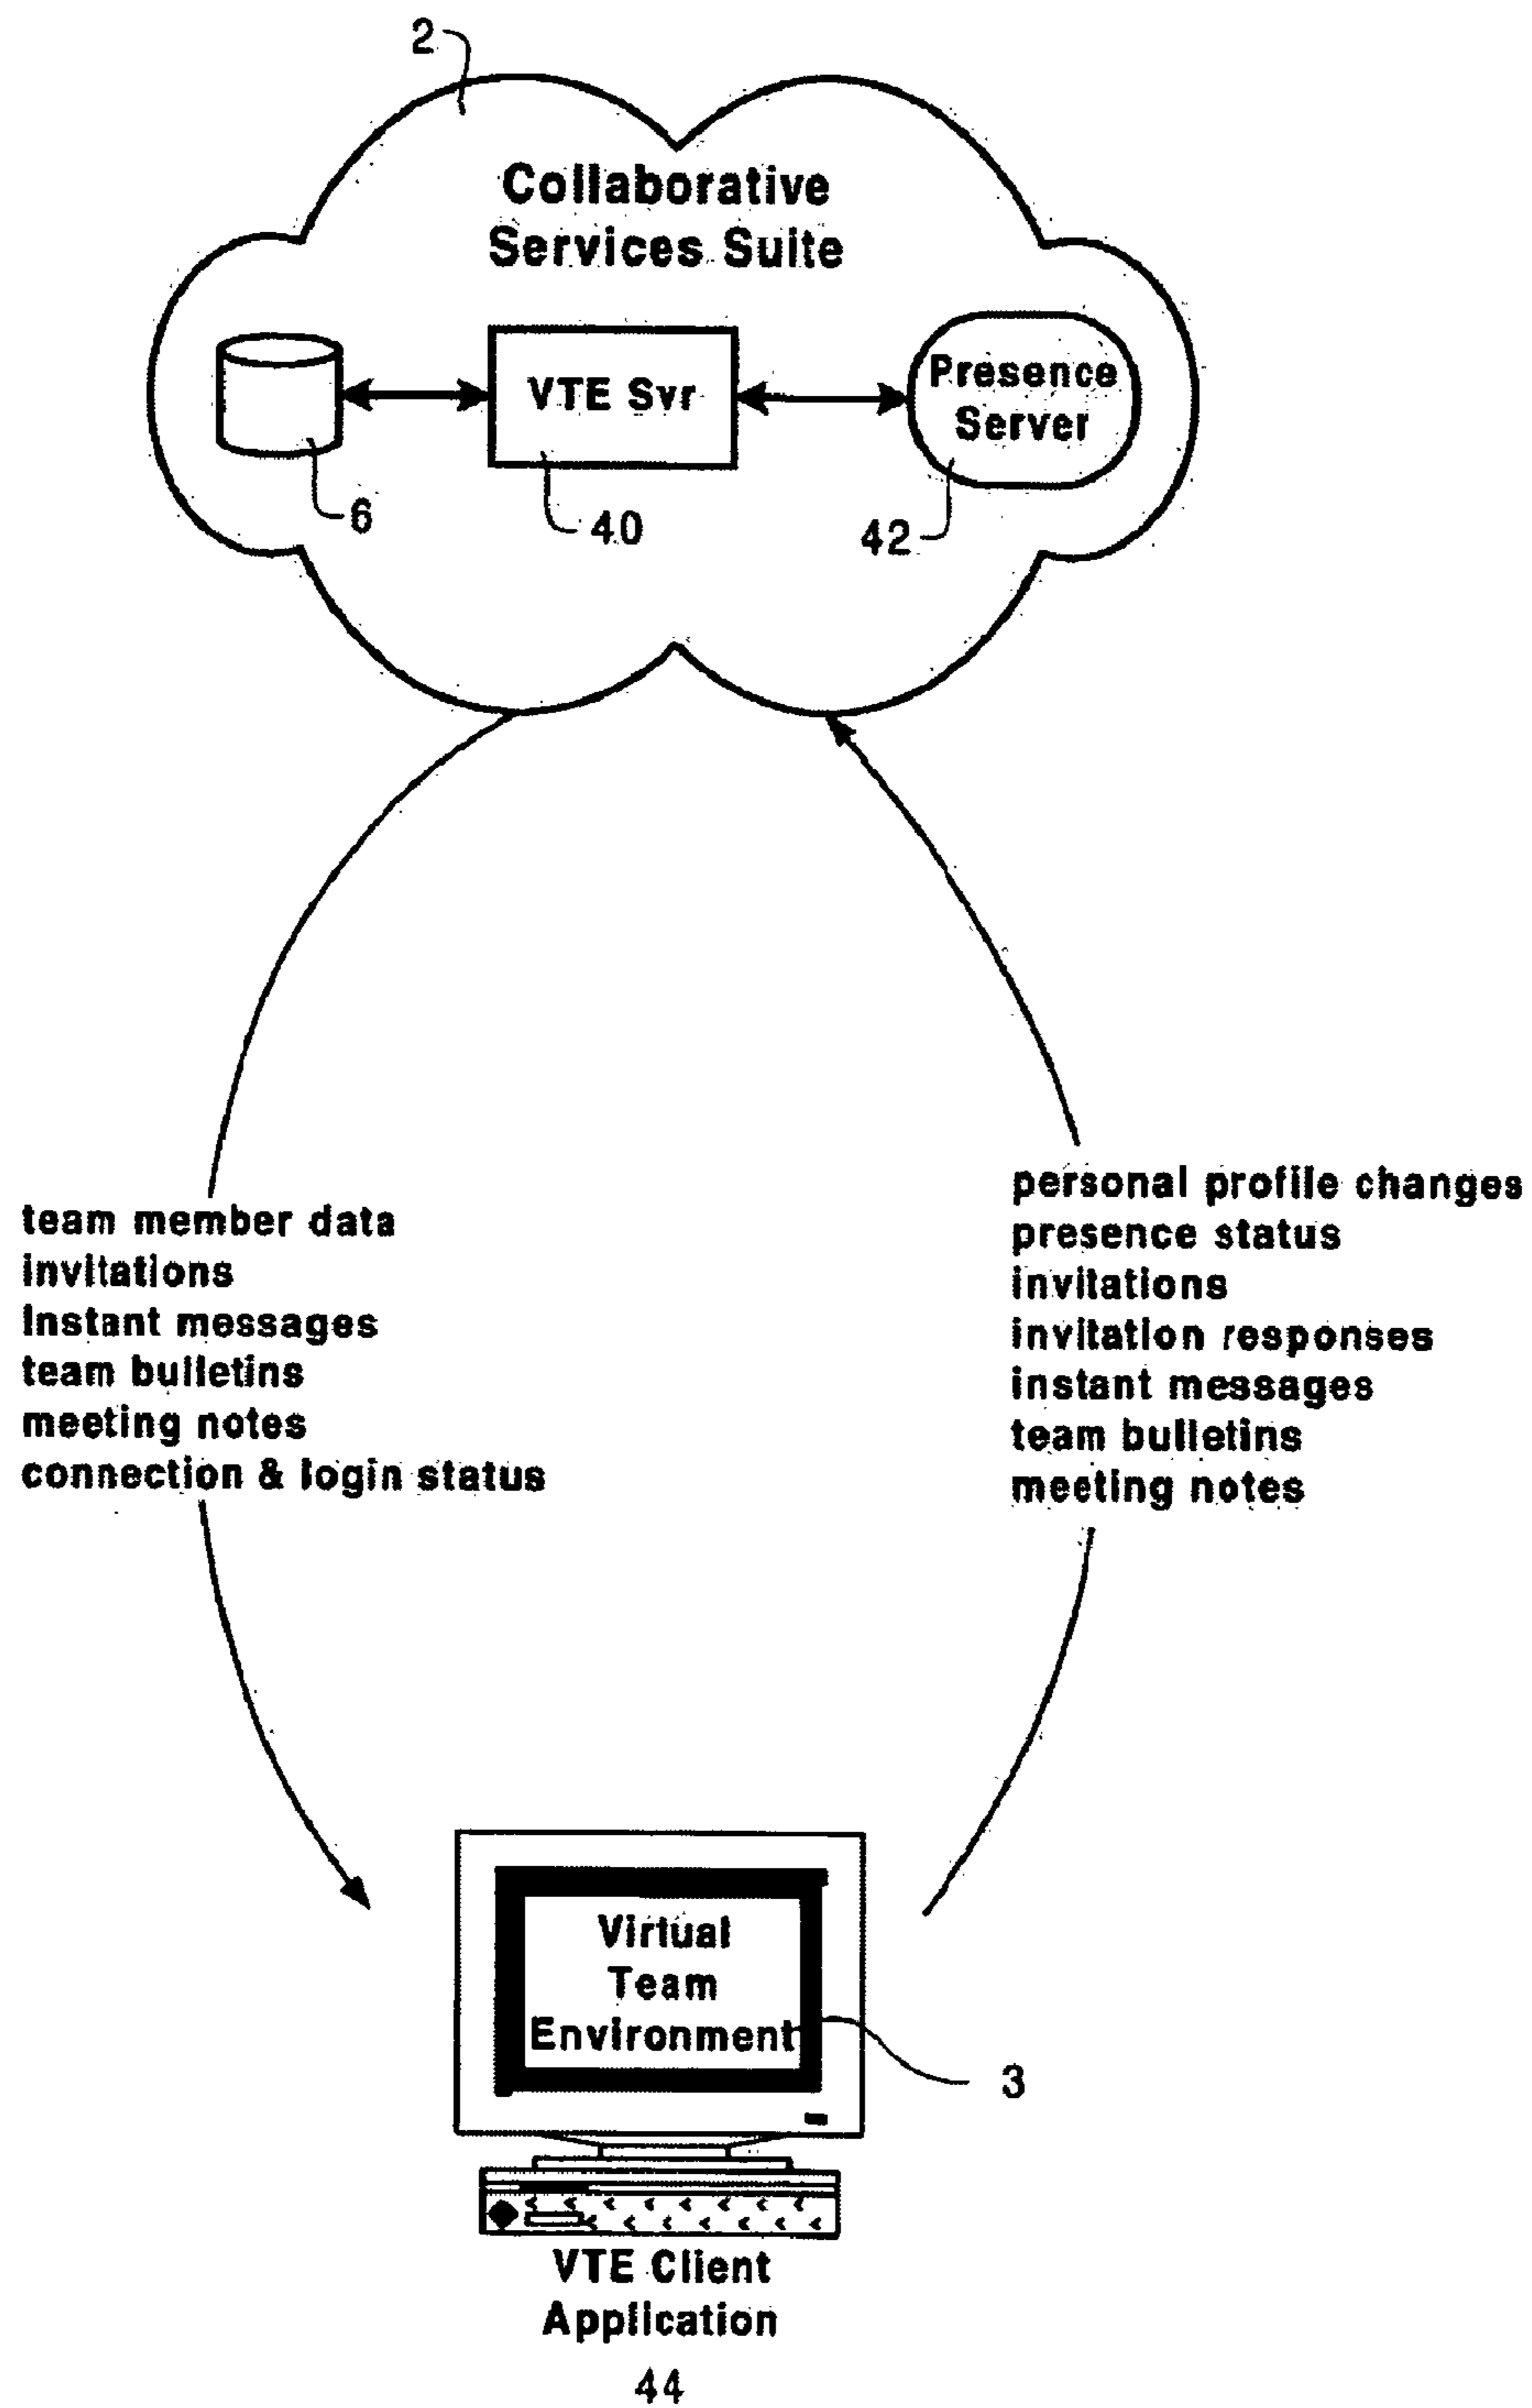 2
Collaborative
Services Suite
VTE Svr
Presence
Server
6
40
42
team member data
invitations
Instant messages
team bulletins
meeting notes
connection & login status
personal profile changes
presence status
invitations
invitation responses
instant messages
team bulletins
meeting notes
Virtual
Team
Environment
3
VTE Client
Application
44